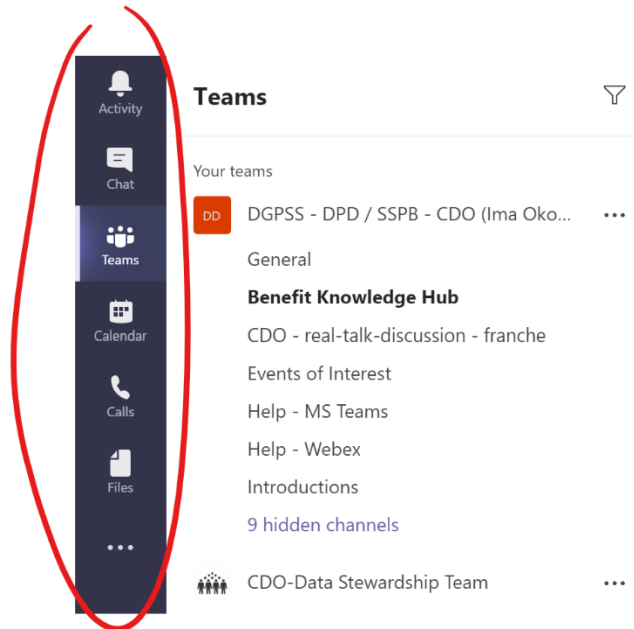 Activity
Chat
Teams
Calendar
Calls
Files
Teams
Your teams
DD
DGPSS - DPD / SSPB - CDO (Ima Oko...
General
Benefit Knowledge Hub
CDO - real-talk-discussion - franche
Events of Interest
Help - MS Teams
Help - Webex
Introductions
9 hidden channels
CDO-Data Stewardship Team